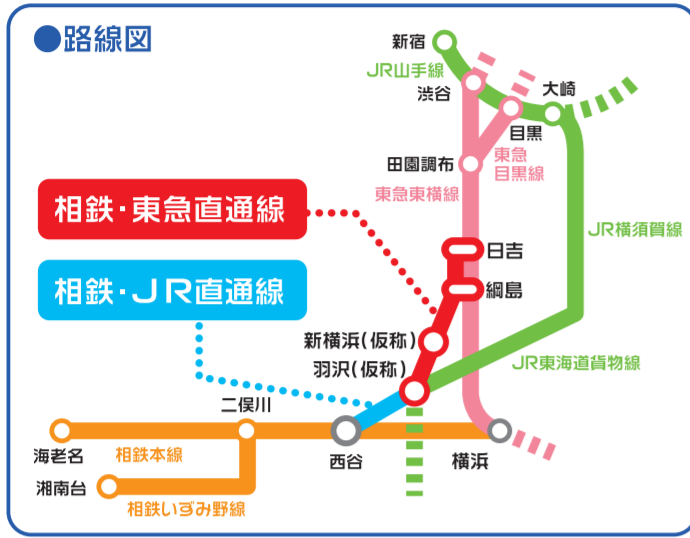 ●路線図
新宿
JR山手線
渋谷
大崎
目黒
田園調布
東急
目黒線
東急東横線
相鉄・東急直通線
JR横須賀線
日吉
相鉄・JR直通線
綱島
新横浜(仮称)
羽沢(仮称)
JR東海道貨物線
二俣川
海老名
相鉄本線
西谷
横浜
湘南台
相鉄いずみ野線